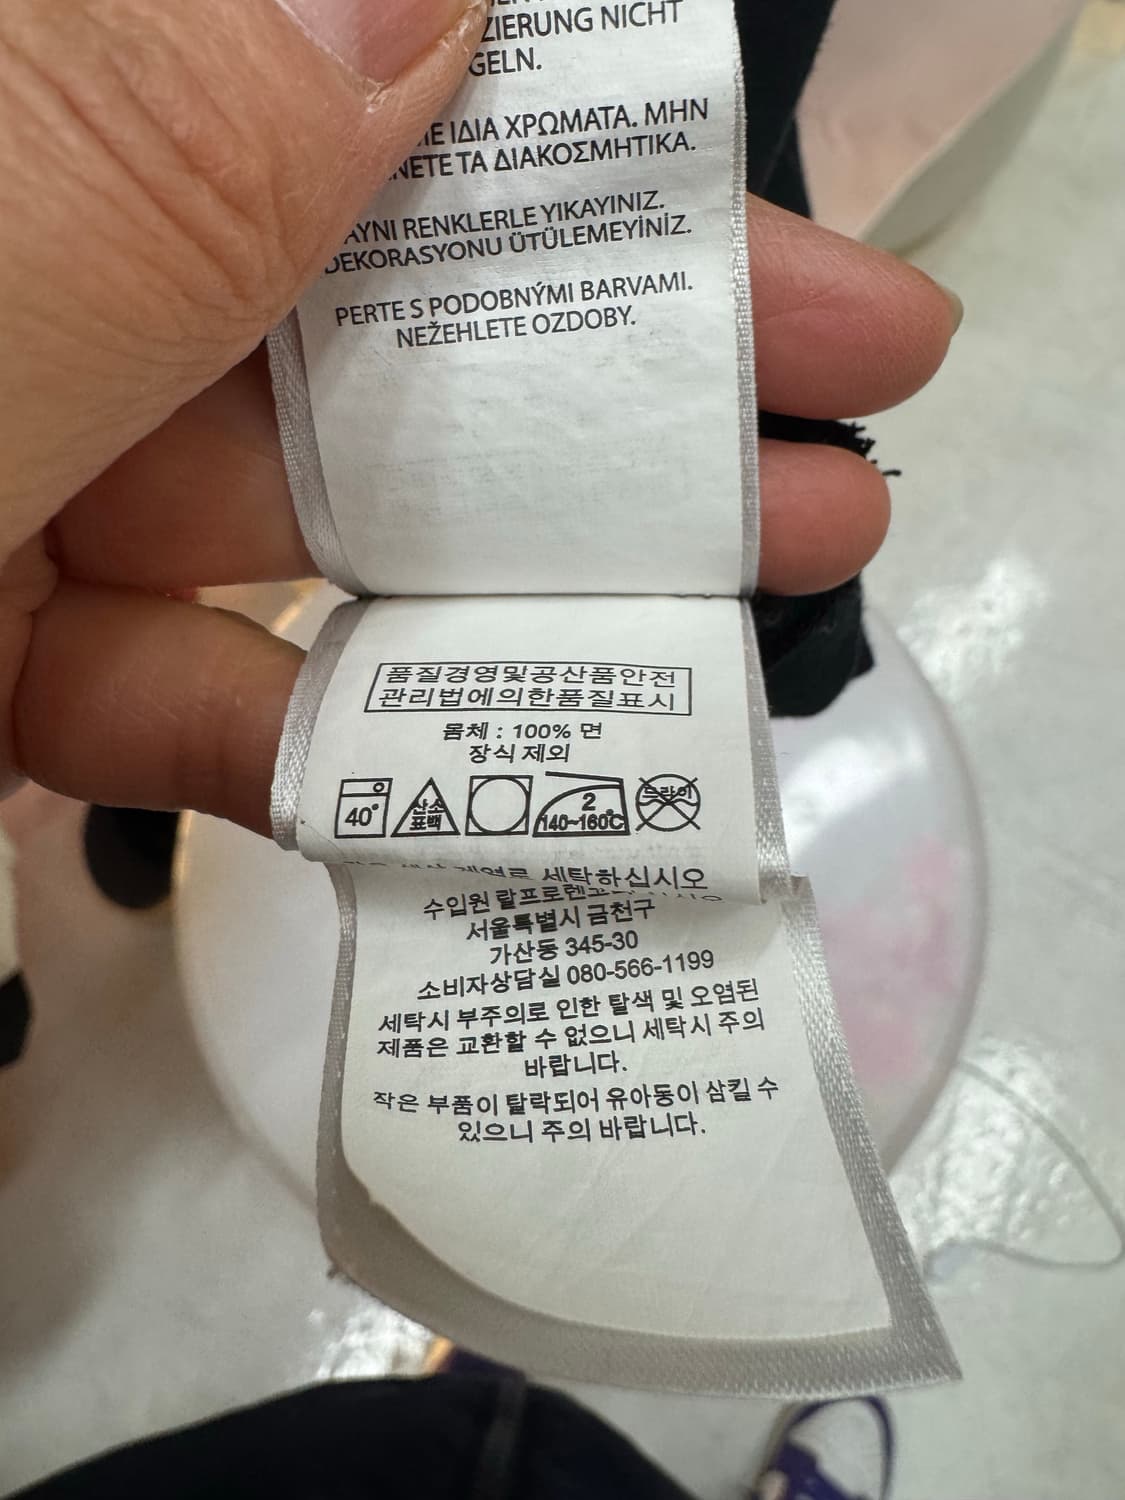 ZIERUNG NICHT
GELN.
ΙΔΙΑ ΧΡΩΜΑΤΑ. ΜΗΝ
ΤΑ ΔΙΑΚΟΣΜΗΤΙΚΑ.
AYNI RENKLERLE YIKAYINIZ.
DEKORASYONU ÜTÜLEMEYİNİZ.
PERTE S PODOBNÝMI BARVAMI.
NEŽEHLETE OZDOBY.
품질경영및공산품안전
관리법에의한품질표시
몸체 : 100% 면
장식 제외
40° 산소 표백 2 140~160℃ 드라이
세탁하십시오
수입원 랄프로렌
서울특별시 금천구
가산동 345-30
소비자상담실 080-566-1199
세탁시 부주의로 인한 탈색 및 오염된
제품은 교환할 수 없으니 세탁시 주의
바랍니다.
작은 부품이 탈락되어 유아동이 삼킬 수
있으니 주의 바랍니다.